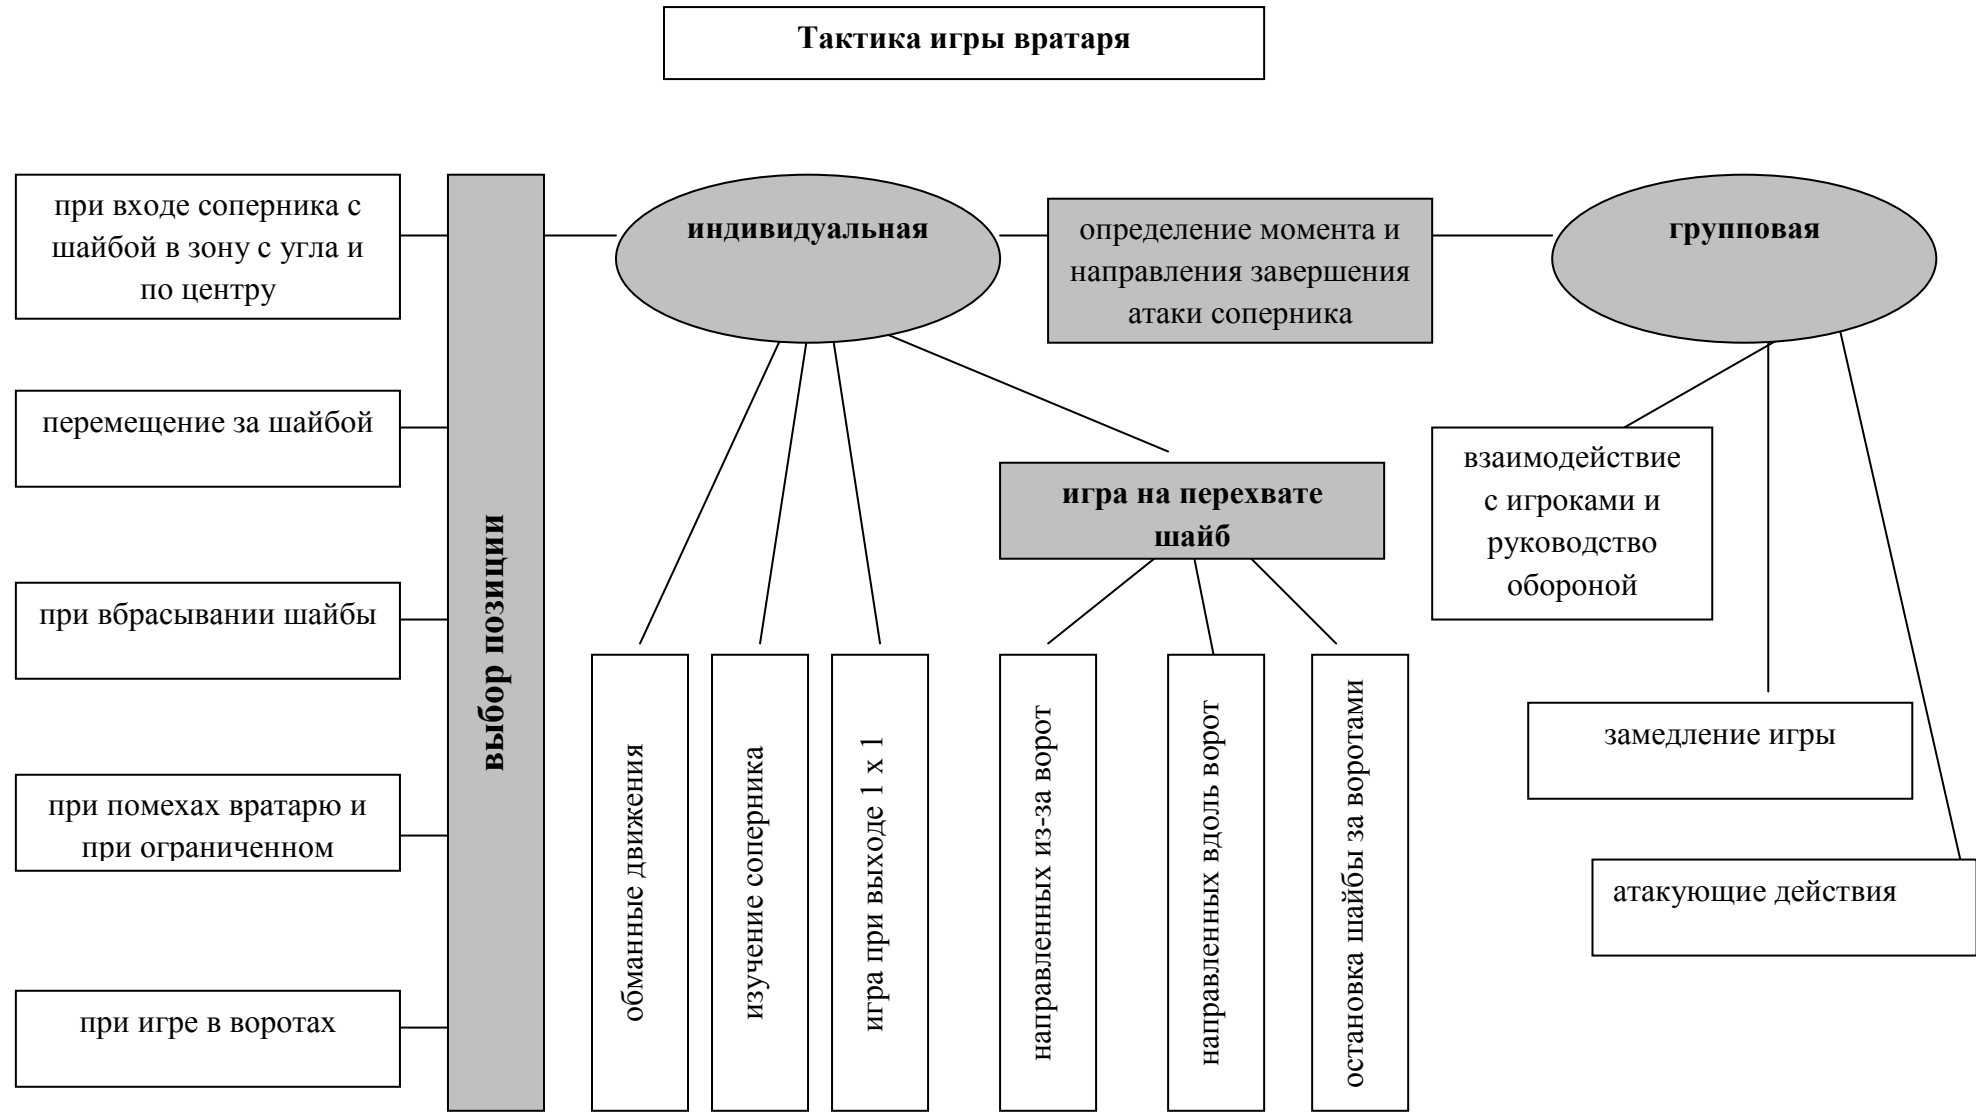 Тактика игры вратаря
при входе соперника с
шайбой в зону с угла и
по центру
индивидуальная
определение момента и
направления завершения
атаки соперника
групповая
перемещение за шайбой
при вбрасывании шайбы
при помехах вратарю и
при ограниченном
при игре в воротах
выбор позиции
игра на перехвате
шайб
взаимодействие
с игроками и
руководство
обороной
обманные движения
изучение соперника
игра при выходе 1 х 1
направленных из-за ворот
направленных вдоль ворот
остановка шайбы за воротами
замедление игры
атакующие действия